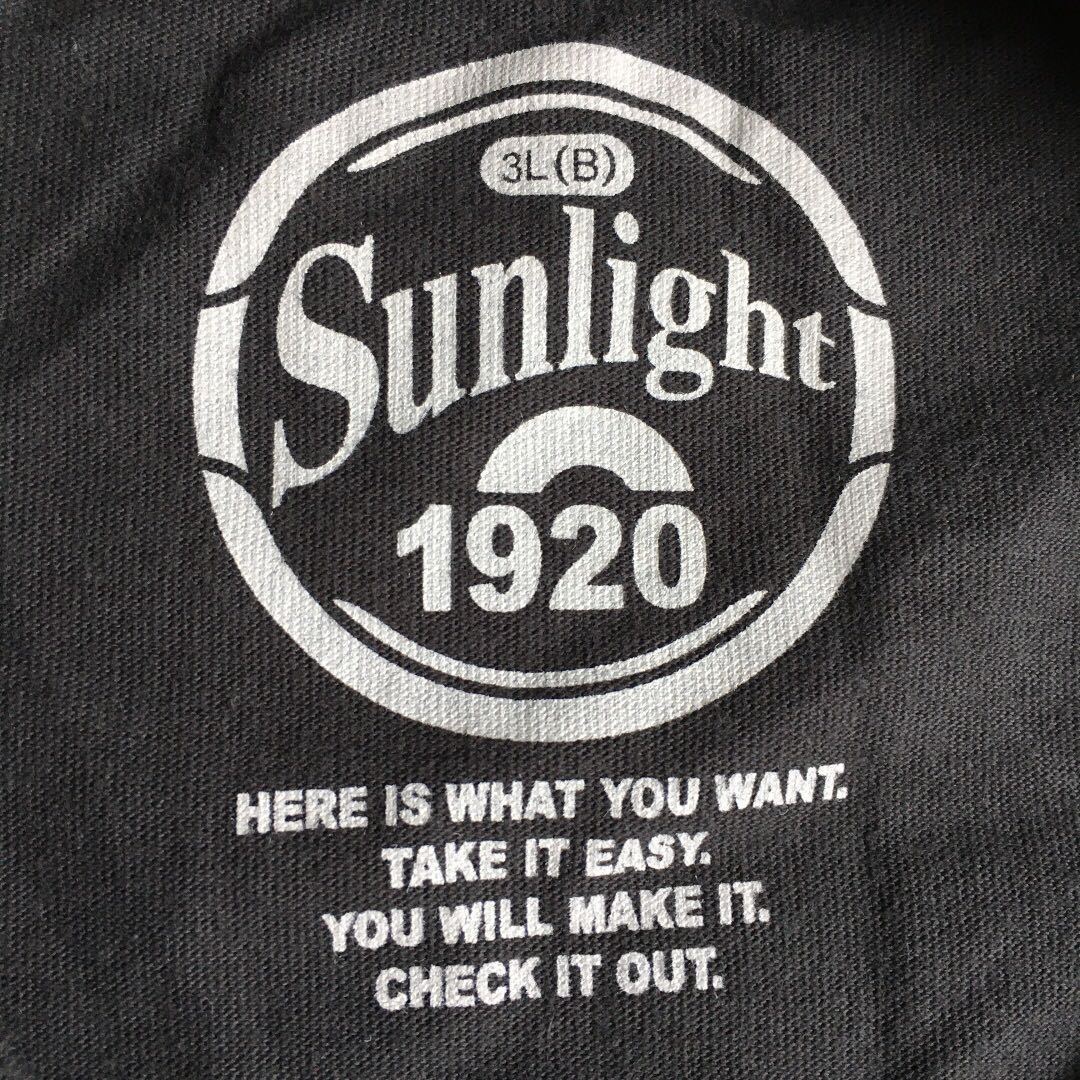 3L(B)
Sunlight
1920
HERE IS WHAT YOU WANT.
TAKE IT EASY.
YOU WILL MAKE IT.
CHECK IT OUT.